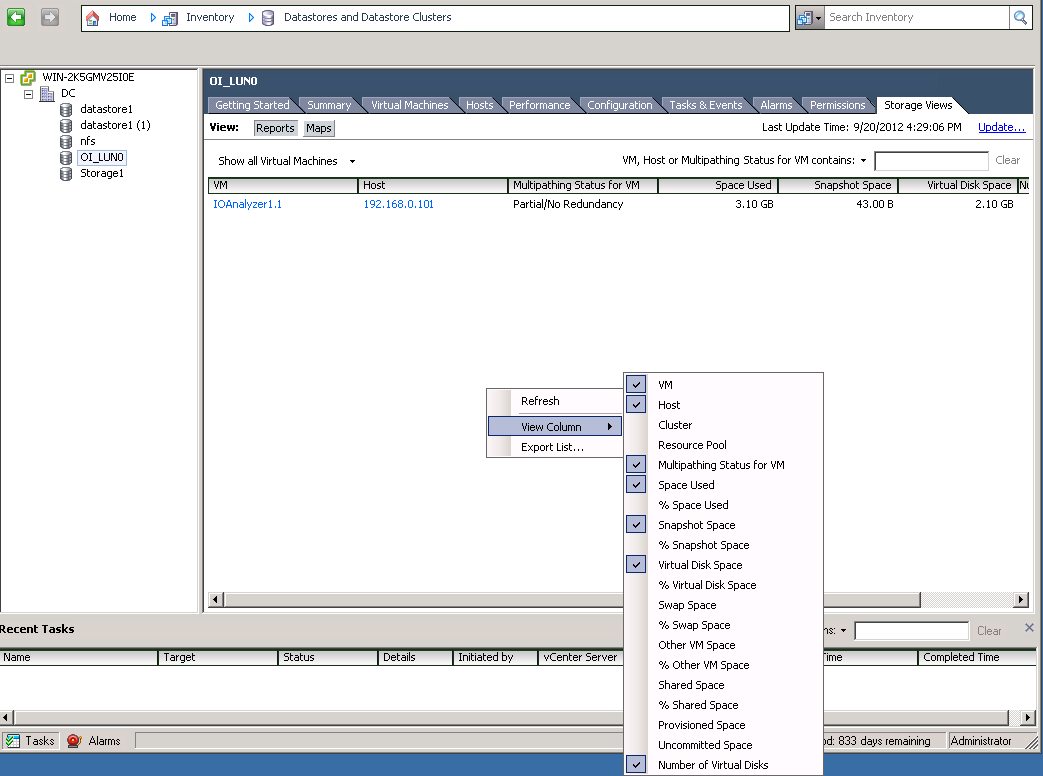 Home Inventory Datastores and Datastore Clusters Search Inventory
WIN-2K5GMV25I0E
DC
datastore1
datastore1 (1)
nfs
OI_LUN0
Storage1
OI_LUN0
Getting Started Summary Virtual Machines Hosts Performance Configuration Tasks & Events Alarms Permissions Storage Views
View: Reports Maps Last Update Time: 9/20/2012 4:29:06 PM Update...
Show all Virtual Machines VM, Host or Multipathing Status for VM contains: Clear
VM Host Multipathing Status for VM Space Used Snapshot Space Virtual Disk Space
IOAnalyzer1.1 192.168.0.101 Partial/No Redundancy 3.10 GB 43.00 B 2.10 GB
Refresh
View Column
Export List...
VM
Host
Cluster
Resource Pool
Multipathing Status for VM
Space Used
% Space Used
Snapshot Space
% Snapshot Space
Virtual Disk Space
% Virtual Disk Space
Swap Space
% Swap Space
Other VM Space
% Other VM Space
Shared Space
% Shared Space
Provisioned Space
Uncommitted Space
Number of Virtual Disks
Recent Tasks Clear
Name Target Status Details Initiated by vCenter Server Time Completed Time
Tasks Alarms 833 days remaining Administrator